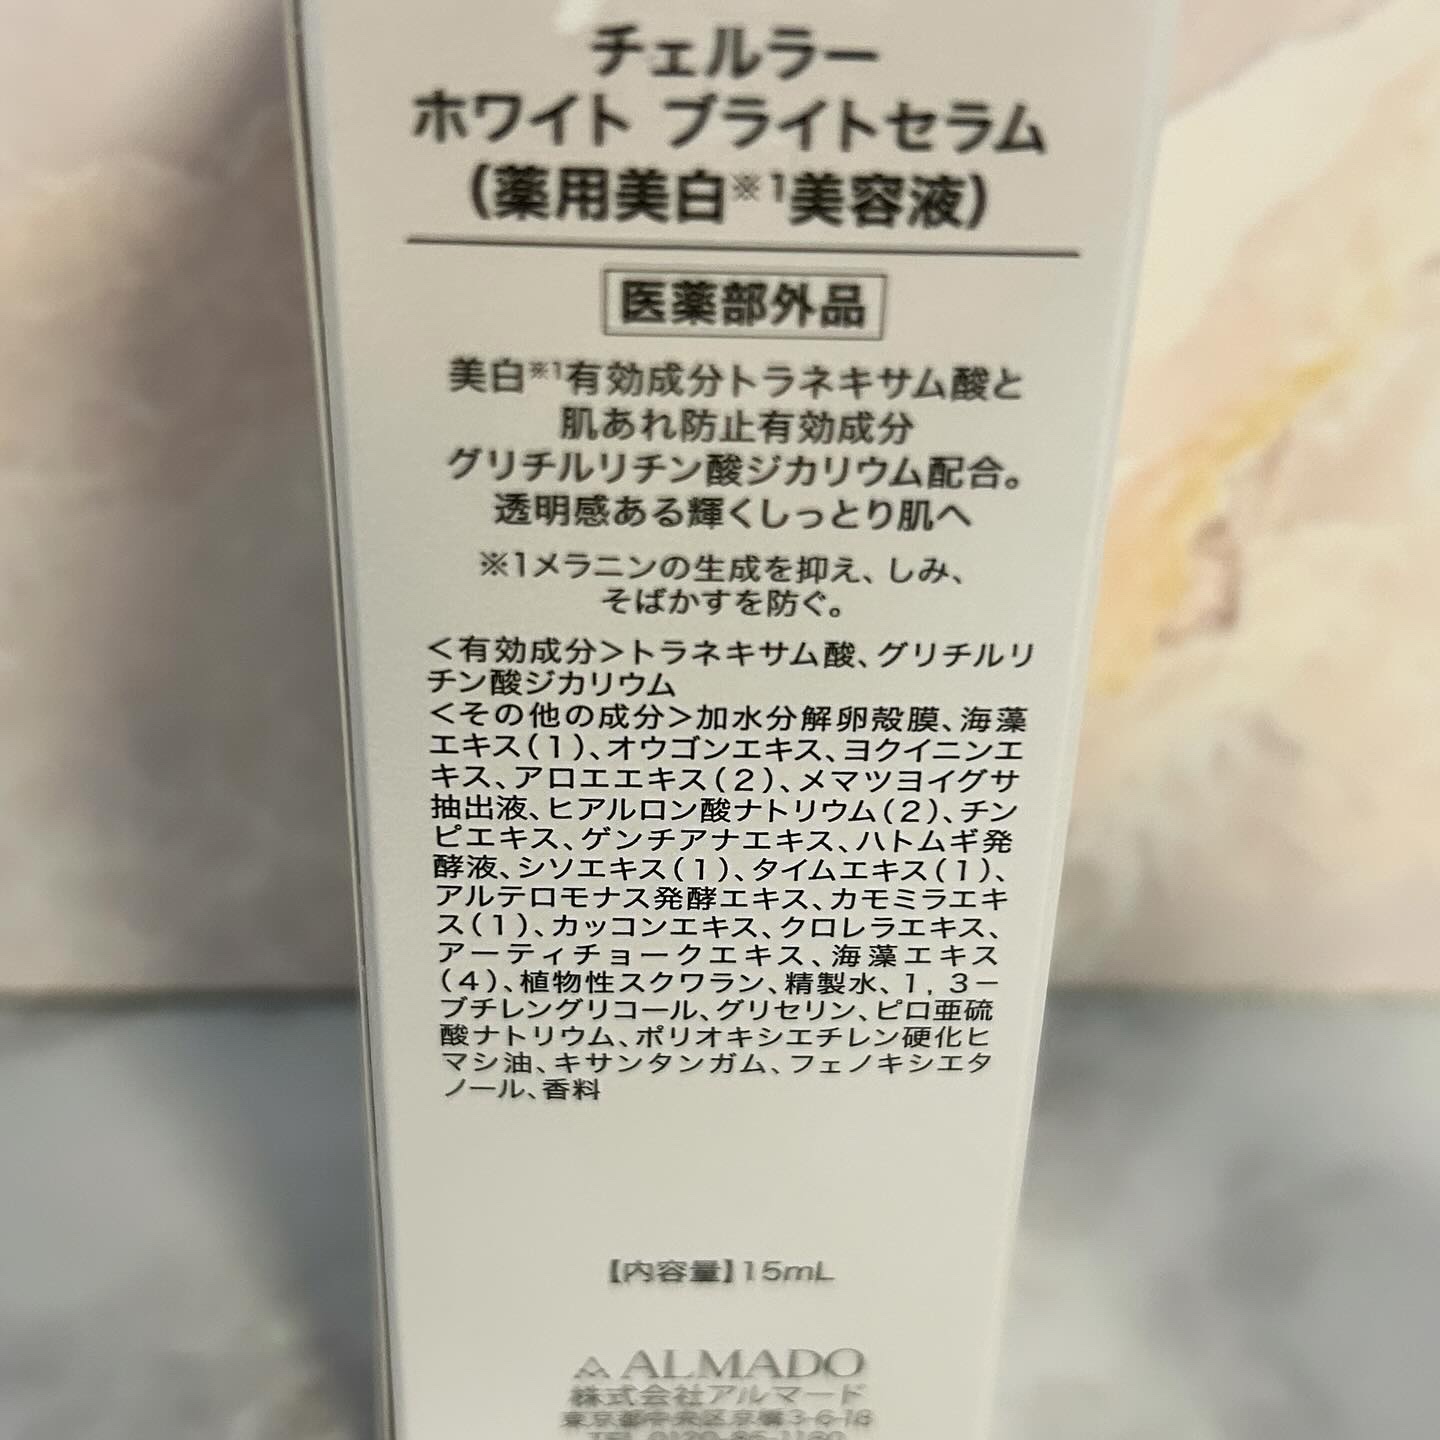 チェルラー
ホワイト ブライトセラム
(薬用美白※1美容液)
医薬部外品
美白※1有効成分トラネキサム酸と
肌あれ防止有効成分
グリチルリチン酸ジカリウム配合。
透明感ある輝くしっとり肌へ
※1メラニンの生成を抑え、しみ、
そばかすを防ぐ。
<有効成分>トラネキサム酸、グリチルリ
チン酸ジカリウム
<その他の成分>加水分解卵殻膜、海藻
エキス(1)、オウゴンエキス、ヨクイニンエ
キス、アロエエキス(2)、メマツヨイグサ
抽出液、ヒアルロン酸ナトリウム(2)、チン
ピエキス、ゲンチアナエキス、ハトムギ発
酵液、シソエキス(1)、タイムエキス(1)、
アルテロモナス発酵エキス、カモミラエキ
ス(1)、カッコンエキス、クロレラエキス、
アーティチョークエキス、海藻エキス
(4)、植物性スクワラン、精製水、1,3－
ブチレングリコール、グリセリン、ピロ亜硫
酸ナトリウム、ポリオキシエチレン硬化ヒ
マシ油、キサンタンガム、フェノキシエタ
ノール、香料
【内容量】15mL
ALMADO
株式会社アルマード
東京都中央区京橋3-6-18
TEL 0120-86-1160